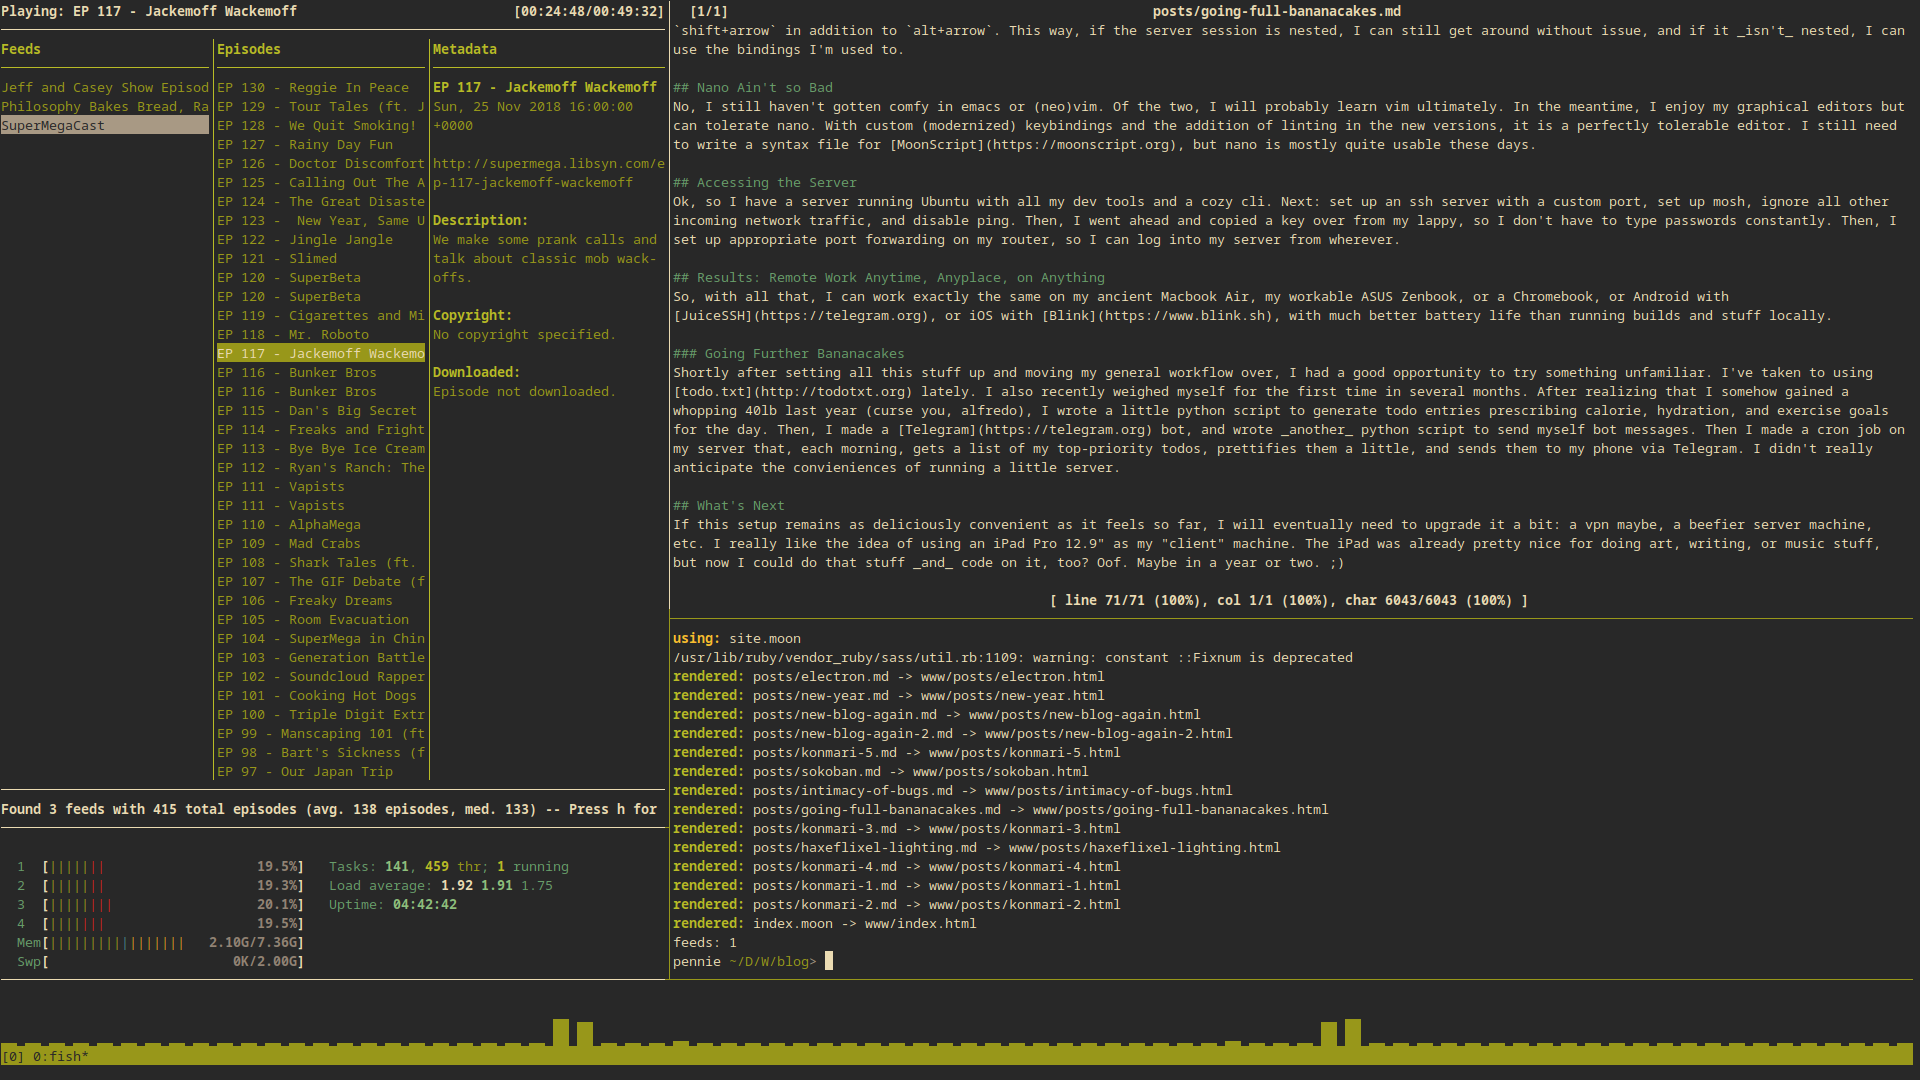 Playing: EP 117 - Jackemoff Wackemoff [00:24:48/00:49:32]
Feeds
Jeff and Casey Show Episod
Philosophy Bakes Bread, Ra
SuperMegaCast
Episodes
EP 130 - Reggie In Peace
EP 129 - Tour Tales (ft. J
EP 128 - We Quit Smoking!
EP 127 - Rainy Day Fun
EP 126 - Doctor Discomfort
EP 125 - Calling Out The A
EP 124 - The Great Disaste
EP 123 -  New Year, Same U
EP 122 - Jingle Jangle
EP 121 - Slimed
EP 120 - SuperBeta
EP 120 - SuperBeta
EP 119 - Cigarettes and Mi
EP 118 - Mr. Roboto
EP 117 - Jackemoff Wackemo
EP 116 - Bunker Bros
EP 116 - Bunker Bros
EP 115 - Dan's Big Secret
EP 114 - Freaks and Fright
EP 113 - Bye Bye Ice Cream
EP 112 - Ryan's Ranch: The
EP 111 - Vapists
EP 111 - Vapists
EP 110 - AlphaMega
EP 109 - Mad Crabs
EP 108 - Shark Tales (ft.
EP 107 - The GIF Debate (f
EP 106 - Freaky Dreams
EP 105 - Room Evacuation
EP 104 - SuperMega in Chin
EP 103 - Generation Battle
EP 102 - Soundcloud Rapper
EP 101 - Cooking Hot Dogs
EP 100 - Triple Digit Extr
EP 99 - Manscaping 101 (ft
EP 98 - Bart's Sickness (f
EP 97 - Our Japan Trip
Metadata
EP 117 - Jackemoff Wackemoff
Sun, 25 Nov 2018 16:00:00
+0000
http://supermega.libsyn.com/e
p-117-jackemoff-wackemoff
Description:
We make some prank calls and
talk about classic mob wack-
offs.
Copyright:
No copyright specified.
Downloaded:
Episode not downloaded.
Found 3 feeds with 415 total episodes (avg. 138 episodes, med. 133) -- Press h for
1 [||||||| 19.5%] Tasks: 141, 459 thr; 1 running
2 [||||||| 19.3%] Load average: 1.92 1.91 1.75
3 [|||||||| 20.1%] Uptime: 04:42:42
4 [||||||| 19.5%]
Mem[||||||||||||||||| 2.10G/7.36G]
Swp[ 0K/2.00G]
[1/1] posts/going-full-bananacakes.md
`shift+arrow` in addition to `alt+arrow`. This way, if the server session is nested, I can still get around without issue, and if it _isn't_ nested, I can
use the bindings I'm used to.
## Nano Ain't so Bad
No, I still haven't gotten comfy in emacs or (neo)vim. Of the two, I will probably learn vim ultimately. In the meantime, I enjoy my graphical editors but
can tolerate nano. With custom (modernized) keybindings and the addition of linting in the new versions, it is a perfectly tolerable editor. I still need
to write a syntax file for [MoonScript](https://moonscript.org), but nano is mostly quite usable these days.
## Accessing the Server
Ok, so I have a server running Ubuntu with all my dev tools and a cozy cli. Next: set up an ssh server with a custom port, set up mosh, ignore all other
incoming network traffic, and disable ping. Then, I went ahead and copied a key over from my lappy, so I don't have to type passwords constantly. Then, I
set up appropriate port forwarding on my router, so I can log into my server from wherever.
## Results: Remote Work Anytime, Anyplace, on Anything
So, with all that, I can work exactly the same on my ancient Macbook Air, my workable ASUS Zenbook, or a Chromebook, or Android with
[JuiceSSH](https://telegram.org), or iOS with [Blink](https://www.blink.sh), with much better battery life than running builds and stuff locally.
### Going Further Bananacakes
Shortly after setting all this stuff up and moving my general workflow over, I had a good opportunity to try something unfamiliar. I've taken to using
[todo.txt](http://todotxt.org) lately. I also recently weighed myself for the first time in several months. After realizing that I somehow gained a
whopping 40lb last year (curse you, alfredo), I wrote a little python script to generate todo entries prescribing calorie, hydration, and exercise goals
for the day. Then, I made a [Telegram](https://telegram.org) bot, and wrote _another_ python script to send myself bot messages. Then I made a cron job on
my server that, each morning, gets a list of my top-priority todos, prettifies them a little, and sends them to my phone via Telegram. I didn't really
anticipate the convieniences of running a little server.
## What's Next
If this setup remains as deliciously convenient as it feels so far, I will eventually need to upgrade it a bit: a vpn maybe, a beefier server machine,
etc. I really like the idea of using an iPad Pro 12.9" as my "client" machine. The iPad was already pretty nice for doing art, writing, or music stuff,
but now I could do that stuff _and_ code on it, too? Oof. Maybe in a year or two. ;)
[ line 71/71 (100%), col 1/1 (100%), char 6043/6043 (100%) ]
using: site.moon
/usr/lib/ruby/vendor_ruby/sass/util.rb:1109: warning: constant ::Fixnum is deprecated
rendered: posts/electron.md -> www/posts/electron.html
rendered: posts/new-year.md -> www/posts/new-year.html
rendered: posts/new-blog-again.md -> www/posts/new-blog-again.html
rendered: posts/new-blog-again-2.md -> www/posts/new-blog-again-2.html
rendered: posts/konmari-5.md -> www/posts/konmari-5.html
rendered: posts/sokoban.md -> www/posts/sokoban.html
rendered: posts/intimacy-of-bugs.md -> www/posts/intimacy-of-bugs.html
rendered: posts/going-full-bananacakes.md -> www/posts/going-full-bananacakes.html
rendered: posts/konmari-3.md -> www/posts/konmari-3.html
rendered: posts/haxeflixel-lighting.md -> www/posts/haxeflixel-lighting.html
rendered: posts/konmari-4.md -> www/posts/konmari-4.html
rendered: posts/konmari-1.md -> www/posts/konmari-1.html
rendered: posts/konmari-2.md -> www/posts/konmari-2.html
rendered: index.moon -> www/index.html
feeds: 1
pennie ~/D/W/blog>
[0] 0:fish*